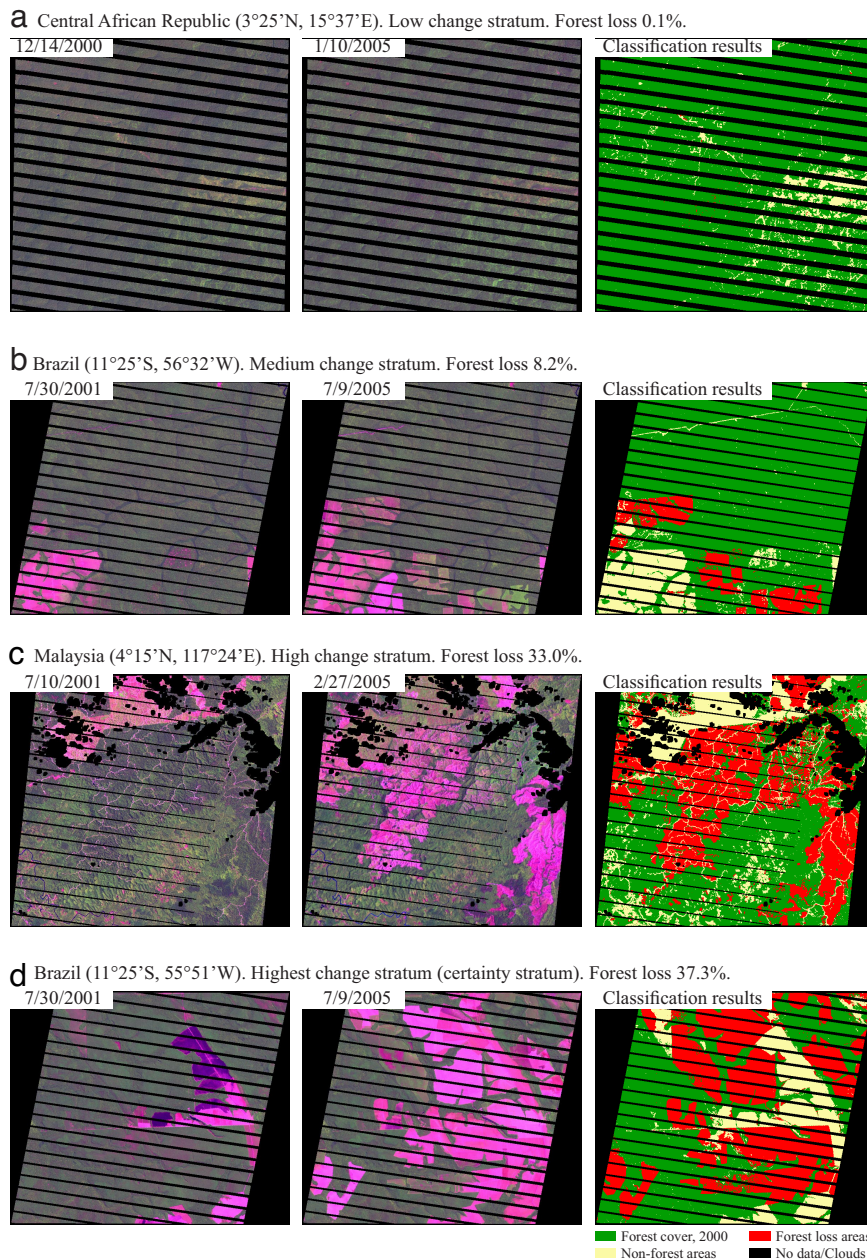 a Central African Republic (3°25’N, 15°37’E). Low change stratum. Forest loss 0.1%.
12/14/2000
1/10/2005
Classification results
b Brazil (11°25’S, 56°32’W). Medium change stratum. Forest loss 8.2%.
7/30/2001
7/9/2005
Classification results
c Malaysia (4°15’N, 117°24’E). High change stratum. Forest loss 33.0%.
7/10/2001
2/27/2005
Classification results
d Brazil (11°25’S, 55°51’W). Highest change stratum (certainty stratum). Forest loss 37.3%.
7/30/2001
7/9/2005
Classification results
Forest cover, 2000
Forest loss area
Non-forest areas
No data/Clouds